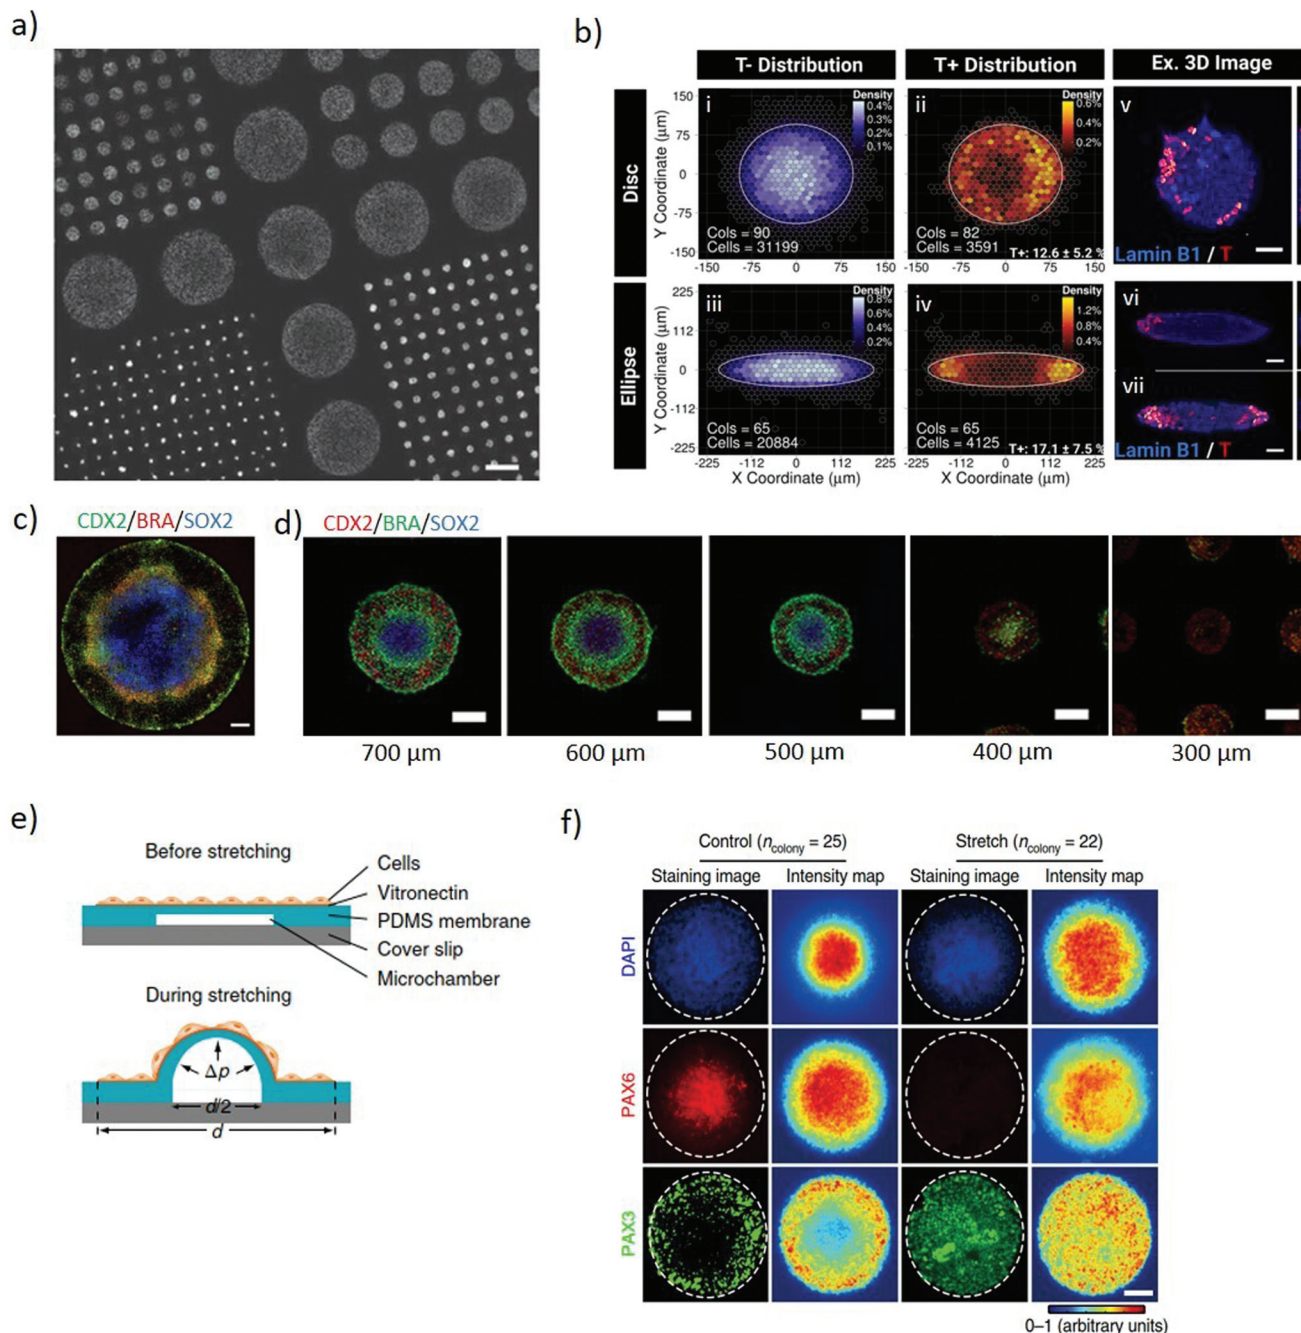 a)
b)
T- Distribution
T+ Distribution
Ex. 3D Image
Disc
Y Coordinate (μm)
150
75
0
-75
-150
i
Density
0.4%
0.3%
0.2%
0.1%
Cols = 90
Cells = 31199
-150
-75
0
75
150
ii
Density
0.6%
0.4%
0.2%
Cols = 82
Cells = 3591
T+: 12.6 ± 5.2 %
-150
-75
0
75
150
v
Lamin B1 / T
Ellipse
Y Coordinate (μm)
225
112
0
-112
-225
iii
Density
0.8%
0.6%
0.4%
0.2%
Cols = 65
Cells = 20884
-225
-112
0
112
225
iv
Density
1.2%
0.8%
0.4%
Cols = 65
Cells = 4125
T+: 17.1 ± 7.5 %
-225
-112
0
112
225
X Coordinate (μm)
X Coordinate (μm)
vi
vii
Lamin B1 / T
c)
CDX2/BRA/SOX2
d)
CDX2/BRA/SOX2
700 μm
600 μm
500 μm
400 μm
300 μm
e)
Before stretching
Cells
Vitronectin
PDMS membrane
Cover slip
Microchamber
During stretching
Δp
d/2
d
f)
Control (ncolony = 25)
Stretch (ncolony = 22)
Staining image
Intensity map
Staining image
Intensity map
DAPI
PAX6
PAX3
0–1 (arbitrary units)